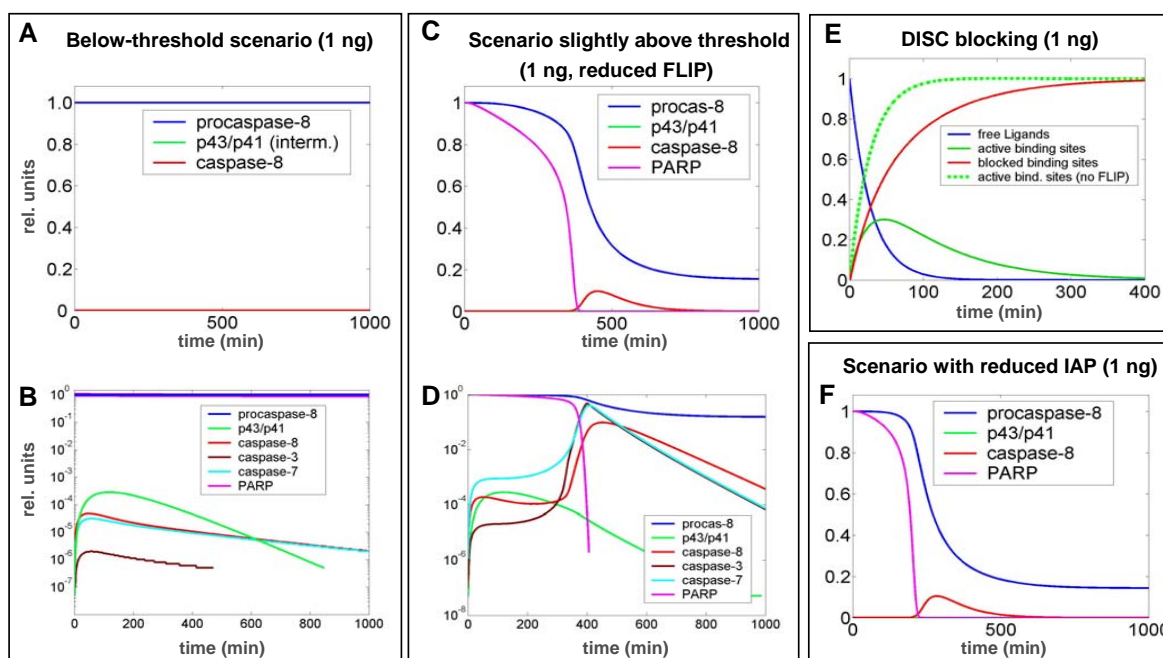 A
Below-threshold scenario (1 ng)
rel. units
1.0
0.8
0.6
0.4
0.2
0
procaspase-8
p43/p41 (interm.)
caspase-8
0
500
1000
time (min)
B
rel. units
10^0
10^-1
10^-2
10^-3
10^-4
10^-5
10^-6
10^-7
procaspase-8
p43/p41
caspase-8
caspase-3
caspase-7
PARP
0
200
400
600
800
1000
time (min)
C
Scenario slightly above threshold
(1 ng, reduced FLIP)
1
0.8
0.6
0.4
0.2
0
procas-8
p43/p41
caspase-8
PARP
0
500
1000
time (min)
D
10^0
10^-2
10^-4
10^-6
10^-8
procas-8
p43/p41
caspase-8
caspase-3
caspase-7
PARP
0
200
400
600
800
1000
time (min)
E
DISC blocking (1 ng)
1
0.8
0.6
0.4
0.2
0
free Ligands
active binding sites
blocked binding sites
active bind. sites (no FLIP)
0
100
200
300
400
time (min)
Scenario with reduced IAP (1 ng)
F
1
0.8
0.6
0.4
0.2
0
procaspase-8
p43/p41
caspase-8
PARP
0
500
1000
time (min)